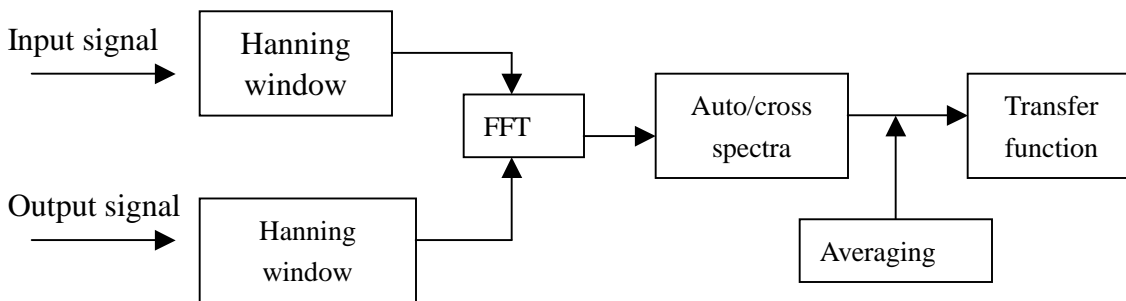 Input signal
Hanning
window
FFT
Auto/cross
spectra
Transfer
function
Output signal
Hanning
window
Averaging